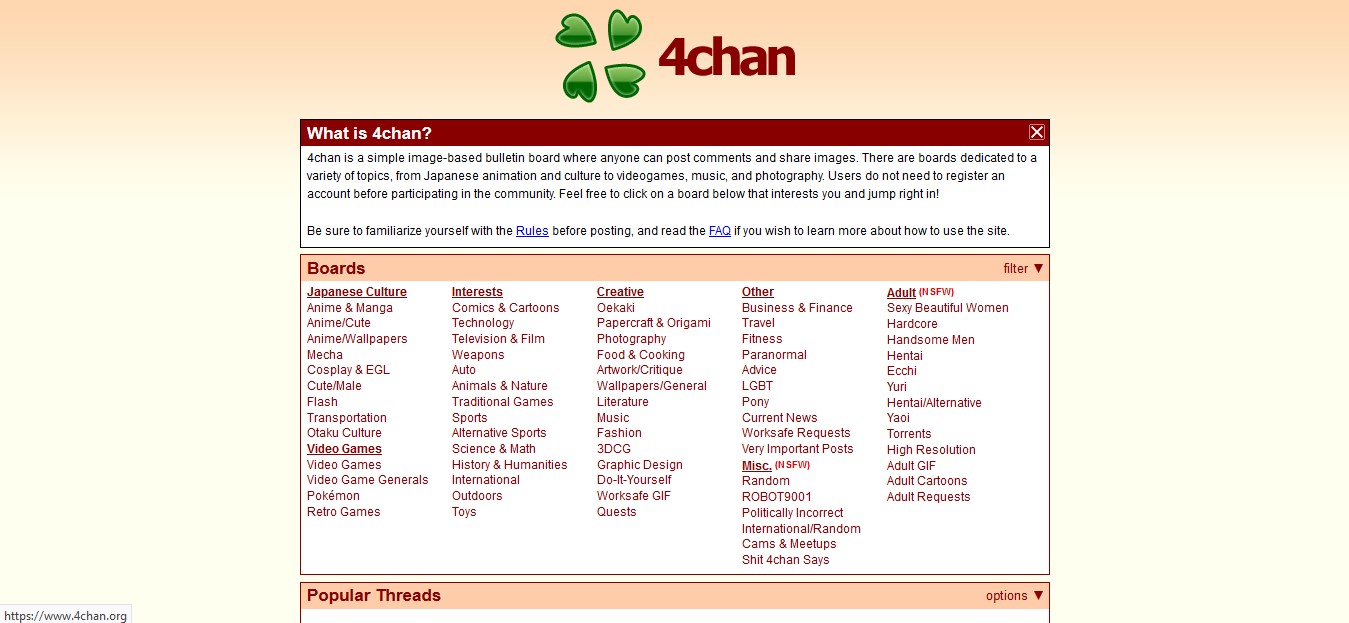 4chan
What is 4chan?
4chan is a simple image-based bulletin board where anyone can post comments and share images. There are boards dedicated to a
variety of topics, from Japanese animation and culture to videogames, music, and photography. Users do not need to register an
account before participating in the community. Feel free to click on a board below that interests you and jump right in!
Be sure to familiarize yourself with the Rules before posting, and read the FAQ if you wish to learn more about how to use the site.
Boards
filter ▼
Japanese Culture
Anime & Manga
Anime/Cute
Anime/Wallpapers
Mecha
Cosplay & EGL
Cute/Male
Flash
Transportation
Otaku Culture
Video Games
Video Games
Video Game Generals
Pokémon
Retro Games
Interests
Comics & Cartoons
Technology
Television & Film
Weapons
Auto
Animals & Nature
Traditional Games
Sports
Alternative Sports
Science & Math
History & Humanities
International
Outdoors
Toys
Creative
Oekaki
Papercraft & Origami
Photography
Food & Cooking
Artwork/Critique
Wallpapers/General
Literature
Music
Fashion
3DCG
Graphic Design
Do-It-Yourself
Worksafe GIF
Quests
Other
Business & Finance
Travel
Fitness
Paranormal
Advice
LGBT
Pony
Current News
Worksafe Requests
Very Important Posts
Misc. (NSFW)
Random
ROBOT9001
Politically Incorrect
International/Random
Cams & Meetups
Shit 4chan Says
Adult (NSFW)
Sexy Beautiful Women
Hardcore
Handsome Men
Hentai
Ecchi
Yuri
Hentai/Alternative
Yaoi
Torrents
High Resolution
Adult GIF
Adult Cartoons
Adult Requests
Popular Threads
options ▼
https://www.4chan.org